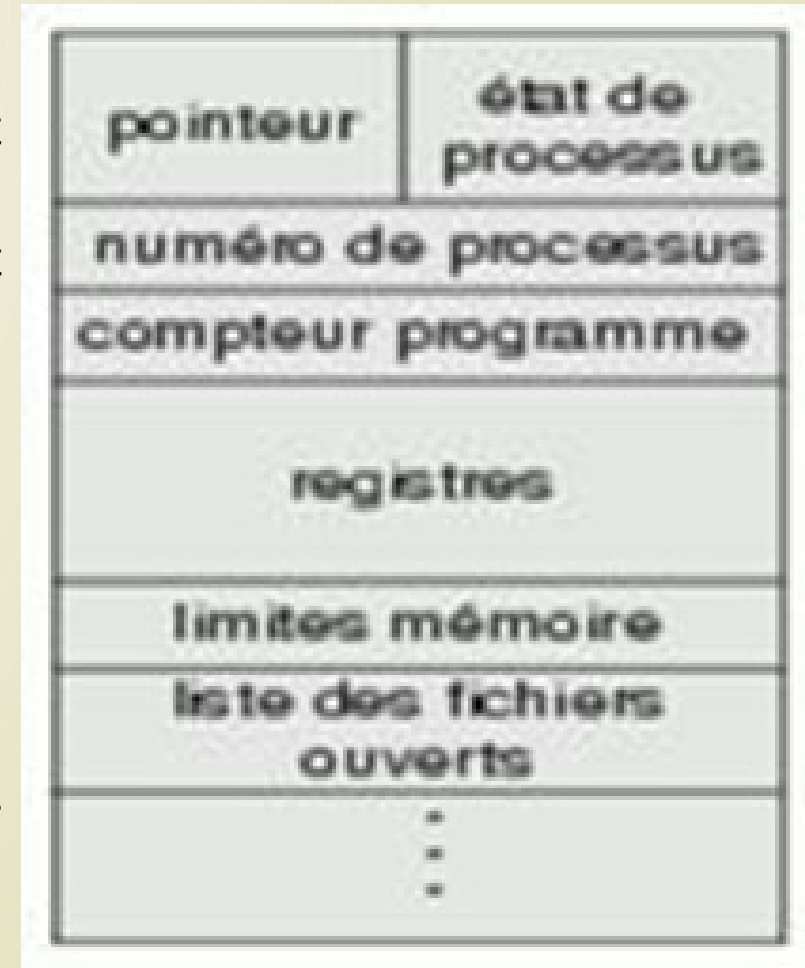 pointeur
état de
processus
numéro de processus
compteur programme
registres
limites mémoire
liste des fichiers
ouverts